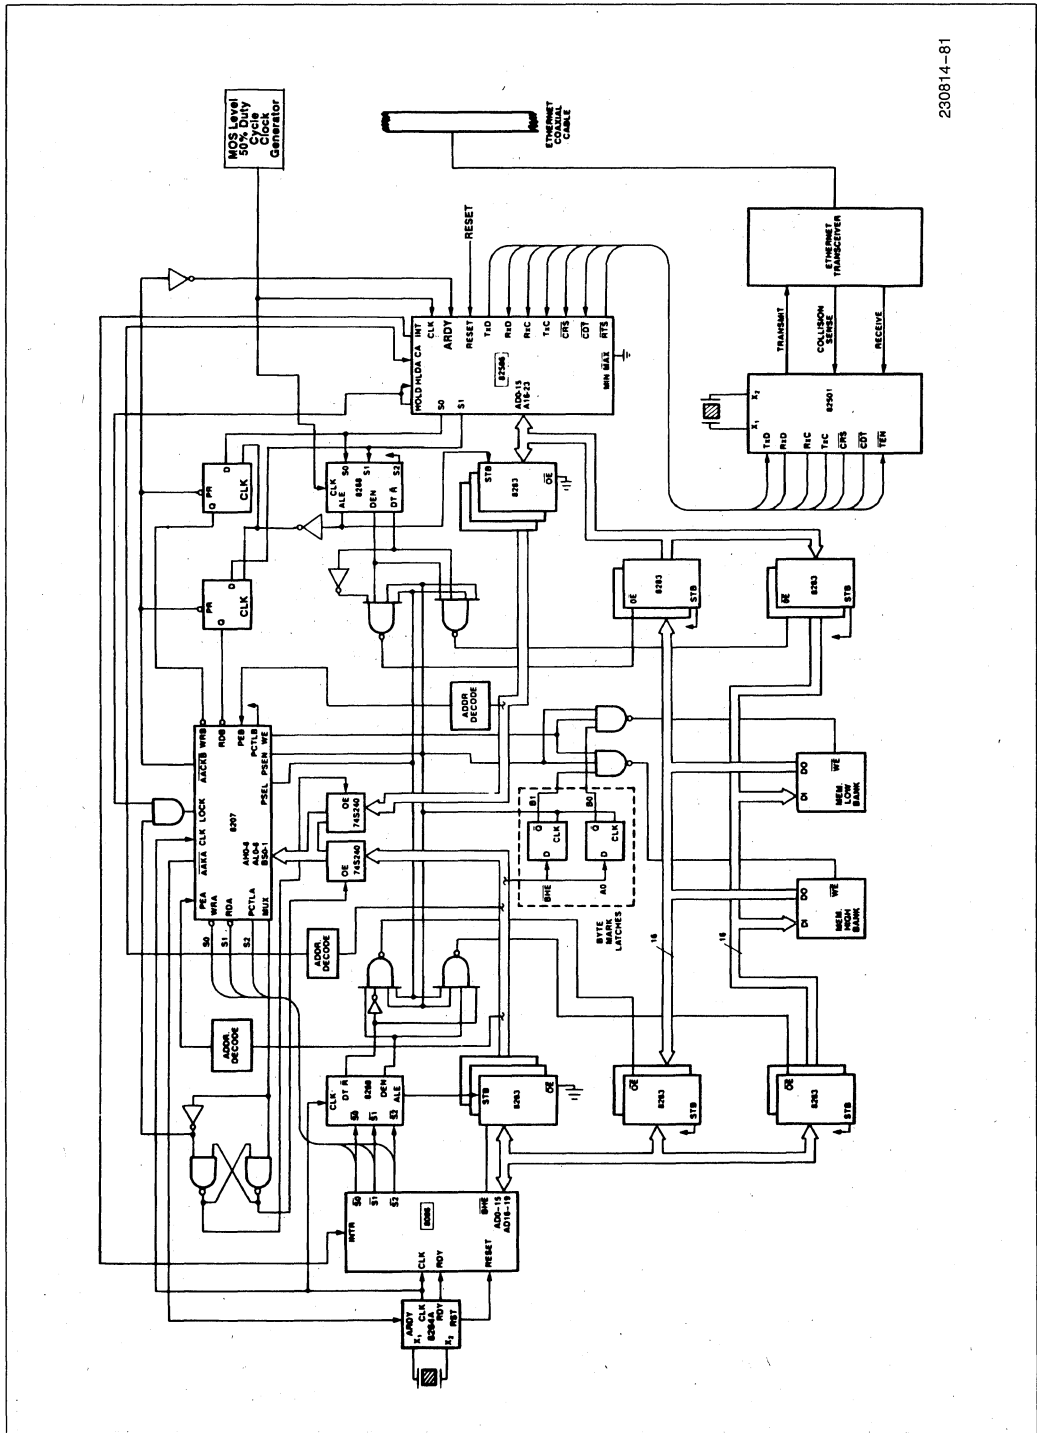 230814–81
MOS Level
50% Duty
Cycle
Clock
Generator
ETHERNET
COAXIAL
CABLE
RESET
HOLD HLDA CA INT
CLK
ARDY
RESET
TxD
RxD
RxC
TxC
CRS
CDT
RTS
MIN MAX
82586
S0
S1
AD0-15
A16-23
ETHERNET
TRANSCEIVER
TRANSMIT
COLLISION
SENSE
RECEIVE
82501
X1
X2
TxD
RxD
RxC
TxC
CRS
CDT
TEN
PR
D
Q
CLK
PR
D
Q
CLK
S0
S1
S2
CLK
ALE
8288
DEN
DT R
STB
8283
OE
OE
8283
STB
OE
8283
STB
ADDR
DECODE
WRB
RDB
PEB
PCTLB
WE
PSEN
PSEL
AACKB
LOCK
CLK
AAKA
8207
AH0-8
AL0-8
BS0-1
PEA
WRA
RDA
PCTLA
MUX
S0
S1
S2
OE
74S240
OE
74S240
B1
B0
Q
CLK
D
Q
CLK
D
BHE
A0
BYTE
MARK
LATCHES
DO
DI
WE
MEM.
LOW
BANK
DO
DI
WE
MEM.
HIGH
BANK
16
16
ADDR.
DECODE
ADDR.
DECODE
CLK
DT R
8288
DEN
ALE
S0
S1
S2
STB
8283
OE
OE
8283
STB
OE
8283
STB
INTR
S0
S1
S2
8086
CLK
RDY
RESET
BHE
AD0-15
AD16-19
ARDY
X1
CLK
8284A
RDY
X2
RST